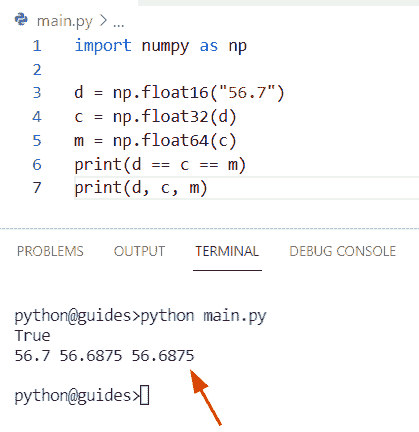 main.py > ...
1 import numpy as np
2
3 d = np.float16("56.7")
4 c = np.float32(d)
5 m = np.float64(c)
6 print(d == c == m)
7 print(d, c, m)
PROBLEMS OUTPUT TERMINAL DEBUG CONSOLE
python@guides>python main.py
True
56.7 56.6875 56.6875
python@guides>